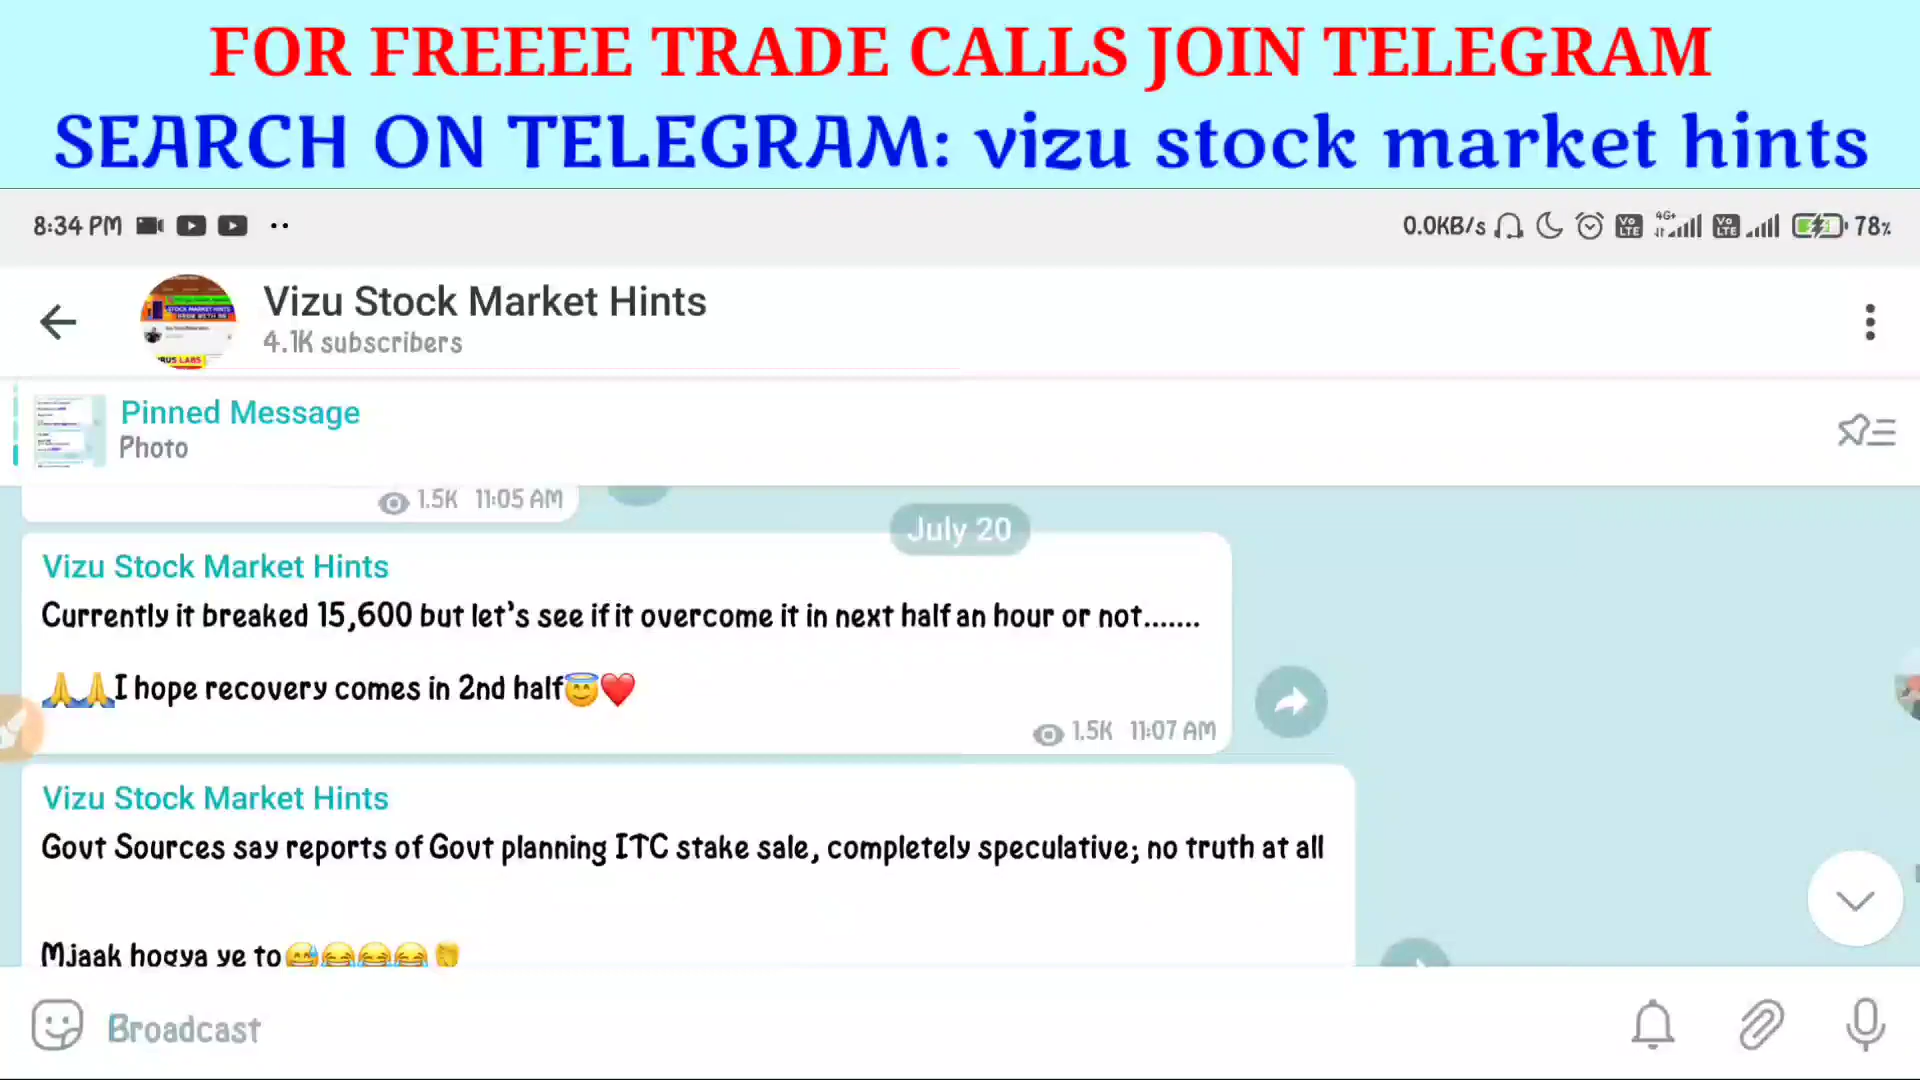 FOR FREEEE TRADE CALLS JOIN TELEGRAM
SEARCH ON TELEGRAM: vizu stock market hints
8:34 PM
0.0KB/s 4G+ Vo LTE Vo LTE 78%
Vizu Stock Market Hints
4.1K subscribers
Pinned Message
Photo
1.5K 11:05 AM
July 20
Vizu Stock Market Hints
Currently it breaked 15,600 but let's see if it overcome it in next half an hour or not.......
🙏🙏I hope recovery comes in 2nd half😇❤️
1.5K 11:07 AM
Vizu Stock Market Hints
Govt Sources say reports of Govt planning ITC stake sale, completely speculative; no truth at all
Mjaak hogya ye to😅😂😂😂👏
Broadcast